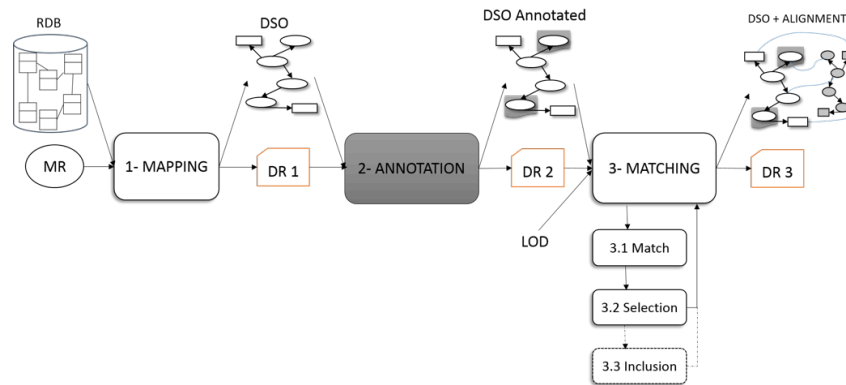 RDB
DSO
DSO Annotated
DSO + ALIGNMENT
MR
1- MAPPING
DR 1
2- ANNOTATION
DR 2
3- MATCHING
DR 3
LOD
3.1 Match
3.2 Selection
3.3 Inclusion